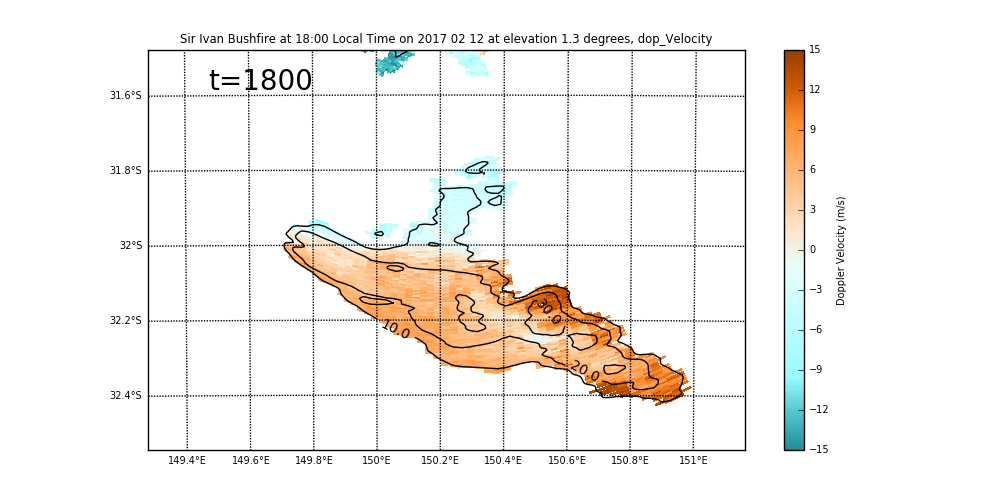 Sir Ivan Bushfire at 18:00 Local Time on 2017 02 12 at elevation 1.3 degrees, dop_Velocity
t=1800
31.6°S
31.8°S
32°S
32.2°S
32.4°S
149.4°E 149.6°E 149.8°E 150°E 150.2°E 150.4°E 150.6°E 150.8°E 151°E
10.0
20.0
30.0
15
12
9
6
3
0
−3
−6
−9
−12
−15
Doppler Velocity (m/s)